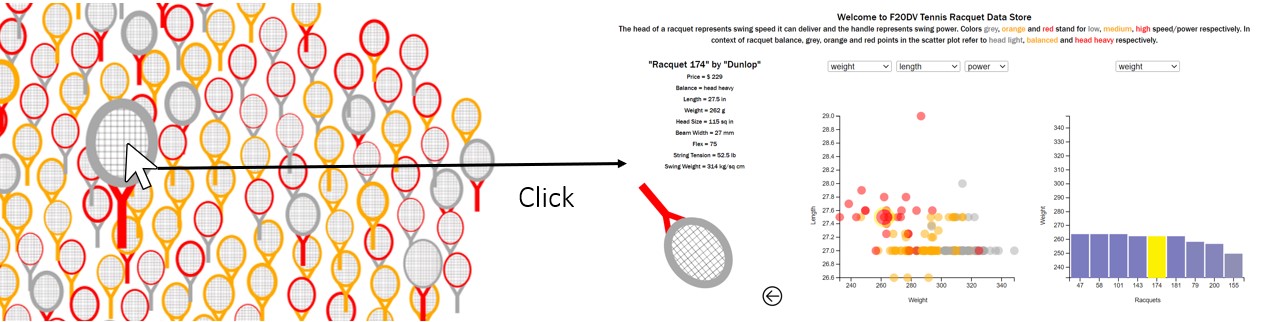 Click
Welcome to F20DV Tennis Racquet Data Store
The head of a racquet represents swing speed it can deliver and the handle represents swing power. Colors grey, orange and red stand for low, medium, high speed/power respectively. In
context of racquet balance, grey, orange and red points in the scatter plot refer to head light, balanced and head heavy respectively.
"Racquet 174" by "Dunlop"
Price = $ 229
Balance = head heavy
Length = 27.5 in
Weight = 262 g
Head Size = 115 sq in
Beam Width = 27 mm
Flex = 75
String Tension = 52.5 lb
Swing Weight = 314 kg/sq cm
weight length power
29.0
28.8
28.6
28.4
28.2
28.0
27.8
27.6
27.4
27.2
27.0
26.8
26.6
Length
240 260 280 300 320 340
Weight
weight
340
320
310
300
290
280
270
260
250
240
Weight
47 58 101 143 174 181 79 200 155
Racquets